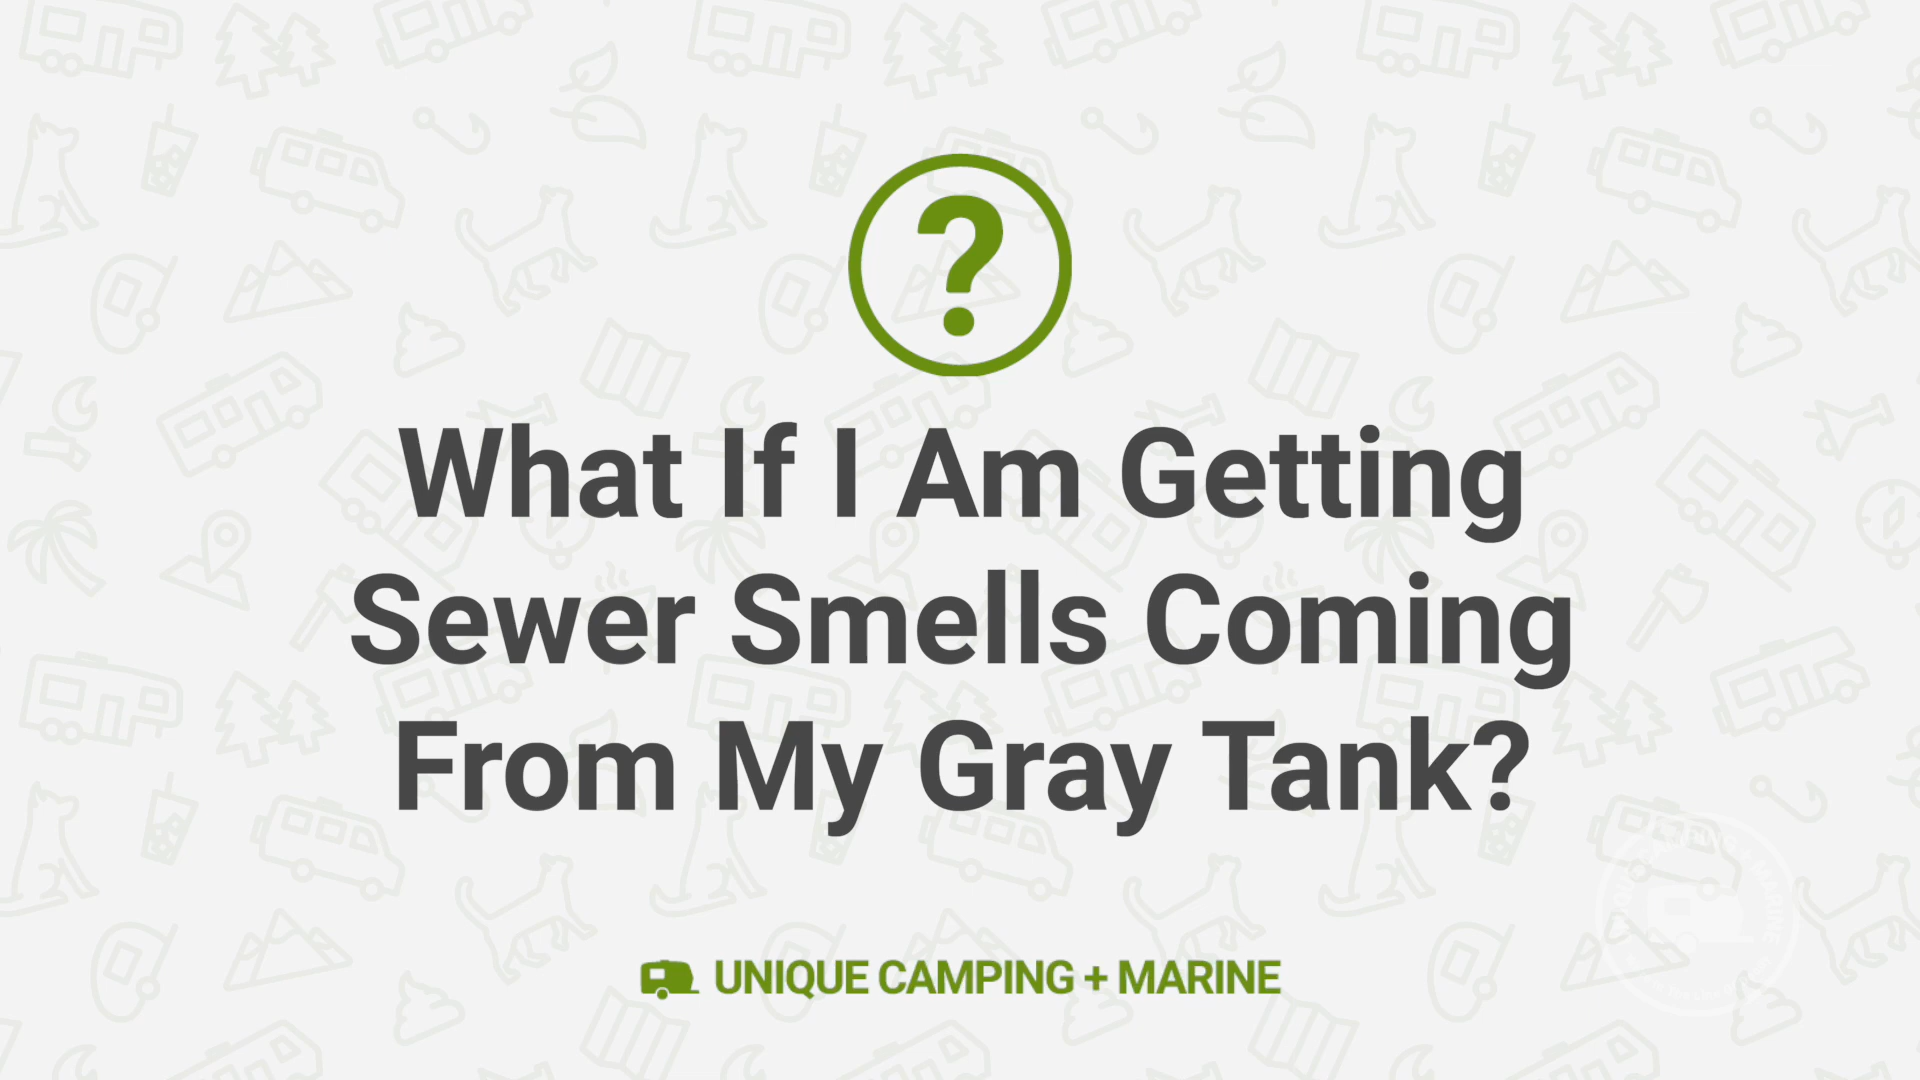 ?
What If I Am Getting
Sewer Smells Coming
From My Gray Tank?
UNIQUE CAMPING + MARINE